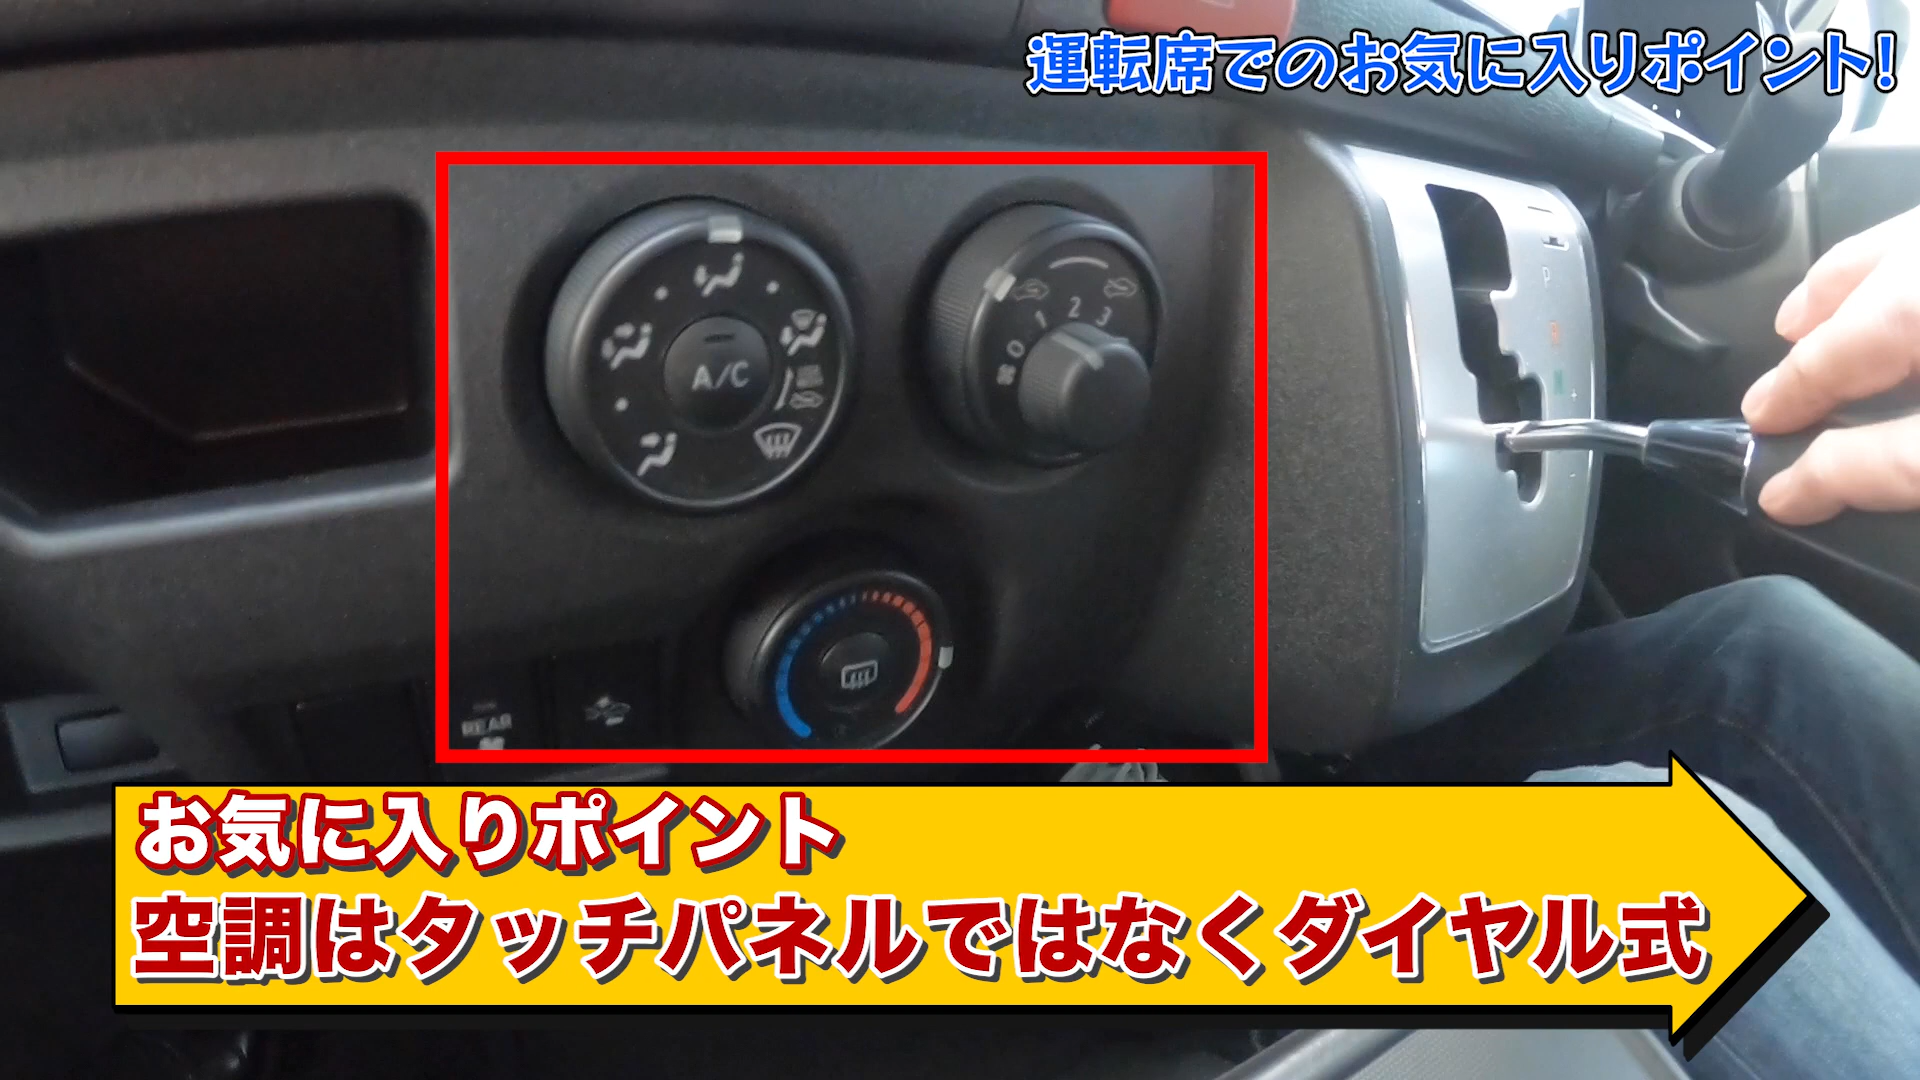 運転席でのお気に入りポイント!
A/C
0 1 2 3
P
R
+
REAR
お気に入りポイント
空調はタッチパネルではなくダイヤル式